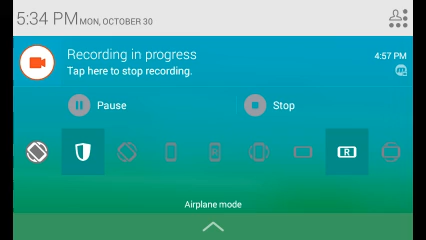 5:34 PM MON, OCTOBER 30
Recording in progress
4:57 PM
Tap here to stop recording.
Pause
Stop
R
R
Airplane mode